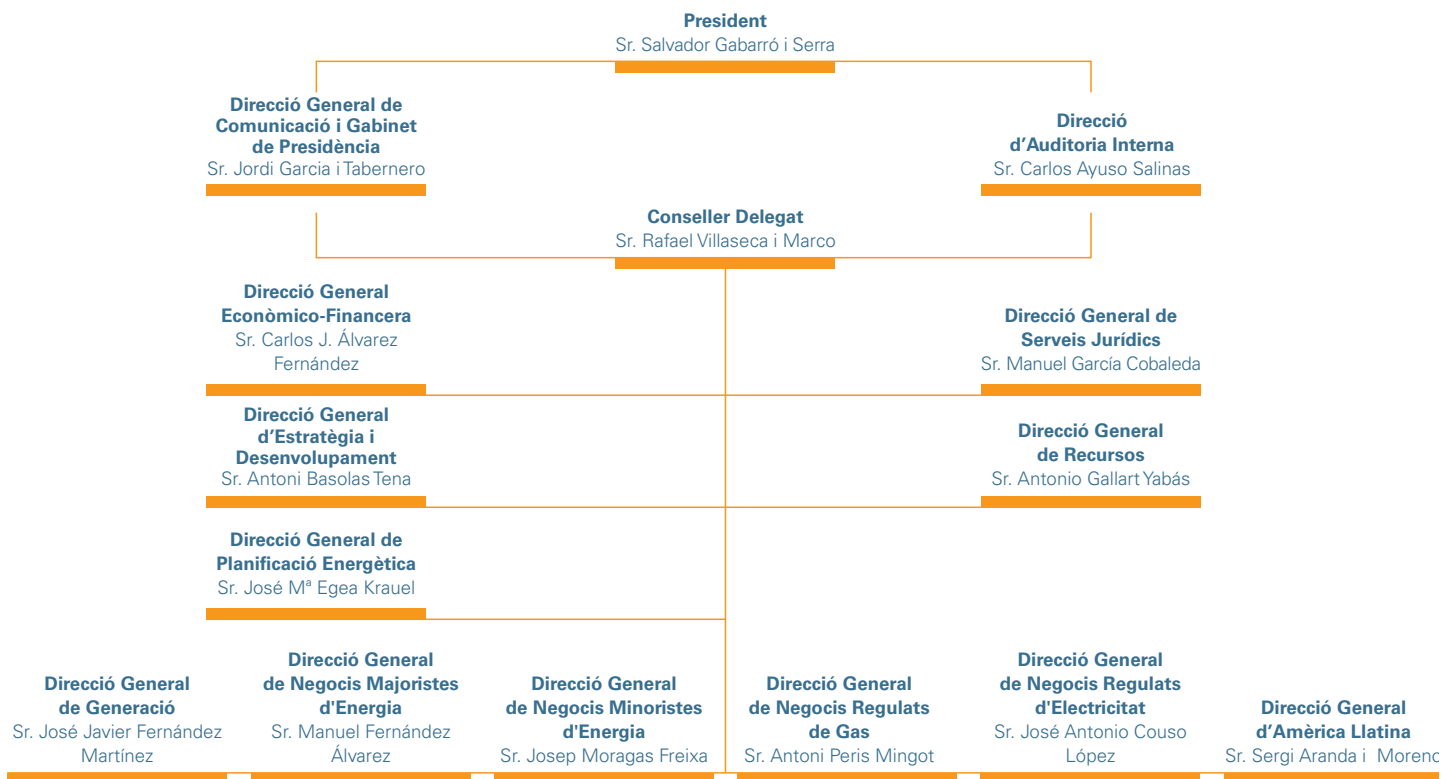 President
Sr. Salvador Gabarró i Serra
Direcció General de
Comunicació i Gabinet
de Presidència
Sr. Jordi Garcia i Tabernero
Direcció
d’Auditoria Interna
Sr. Carlos Ayuso Salinas
Conseller Delegat
Sr. Rafael Villaseca i Marco
Direcció General
Econòmico-Financera
Sr. Carlos J. Álvarez
Fernández
Direcció General de
Serveis Jurídics
Sr. Manuel García Cobaleda
Direcció General
d’Estratègia i
Desenvolupament
Sr. Antoni Basolas Tena
Direcció General
de Recursos
Sr. Antonio Gallart Yabás
Direcció General de
Planificació Energètica
Sr. José Mª Egea Krauel
Direcció General
de Generació
Sr. José Javier Fernández
Martínez
Direcció General
de Negocis Majoristes
d'Energia
Sr. Manuel Fernández
Álvarez
Direcció General
de Negocis Minoristes
d'Energia
Sr. Josep Moragas Freixa
Direcció General
de Negocis Regulats
de Gas
Sr. Antoni Peris Mingot
Direcció General
de Negocis Regulats
d'Electricitat
Sr. José Antonio Couso
López
Direcció General
d’Amèrica Llatina
Sr. Sergi Aranda i Moreno